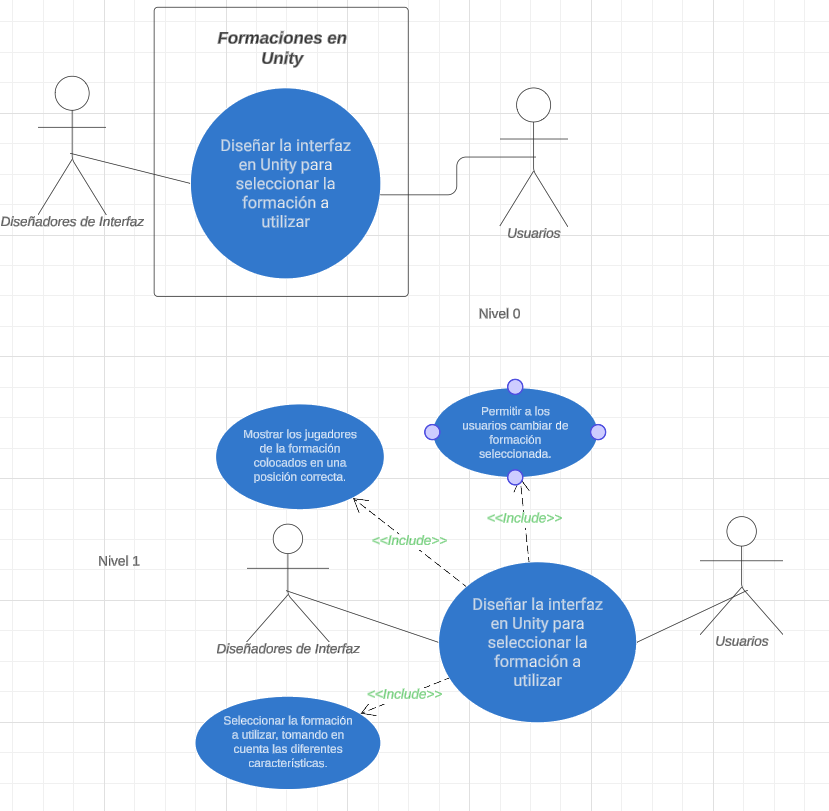 Formaciones en
Unity
Diseñar la interfaz
en Unity para
seleccionar la
formación a
utilizar
Diseñadores de Interfaz
Usuarios
Nivel 0
Permitir a los
usuarios cambiar de
formación
seleccionada.
Mostrar los jugadores
de la formación
colocados en una
posición correcta.
<<Include>>
<<Include>>
Nivel 1
Diseñar la interfaz
en Unity para
seleccionar la
formación a
utilizar
Diseñadores de Interfaz
Usuarios
<<Include>>
Seleccionar la formación
a utilizar, tomando en
cuenta las diferentes
características.